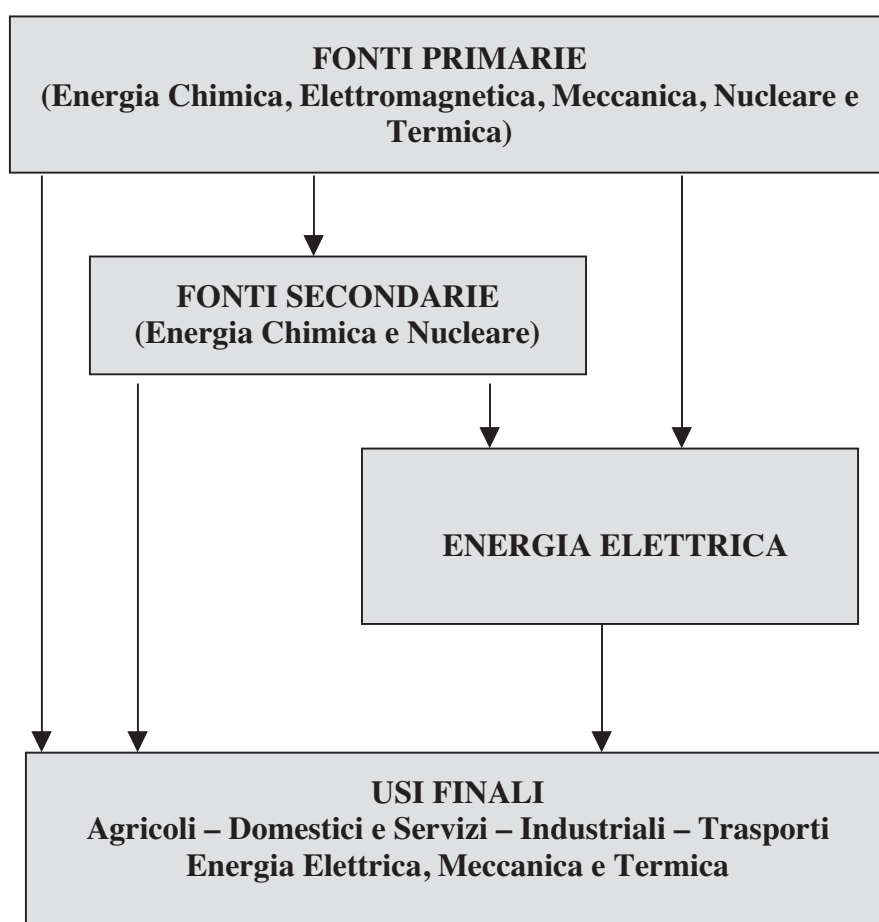 FONTI PRIMARIE
(Energia Chimica, Elettromagnetica, Meccanica, Nucleare e
Termica)
FONTI SECONDARIE
(Energia Chimica e Nucleare)
ENERGIA ELETTRICA
USI FINALI
Agricoli – Domestici e Servizi – Industriali – Trasporti
Energia Elettrica, Meccanica e Termica